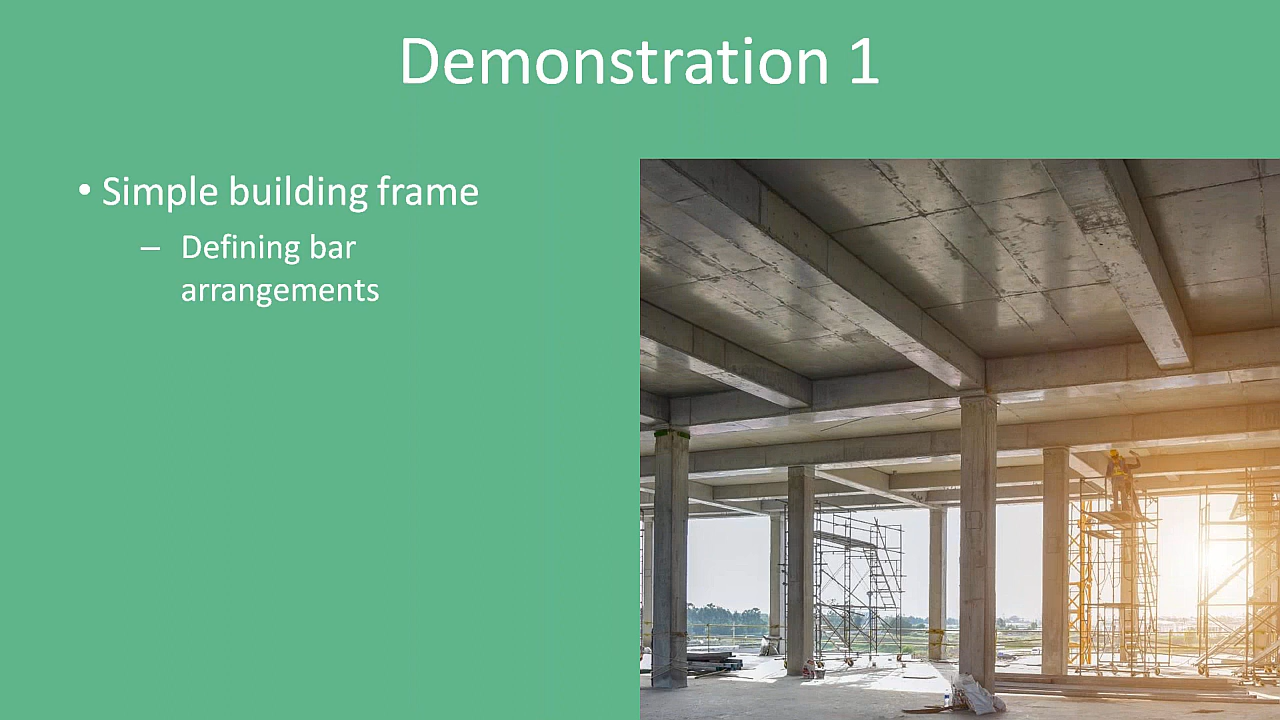 Demonstration 1
• Simple building frame
– Defining bar
arrangements